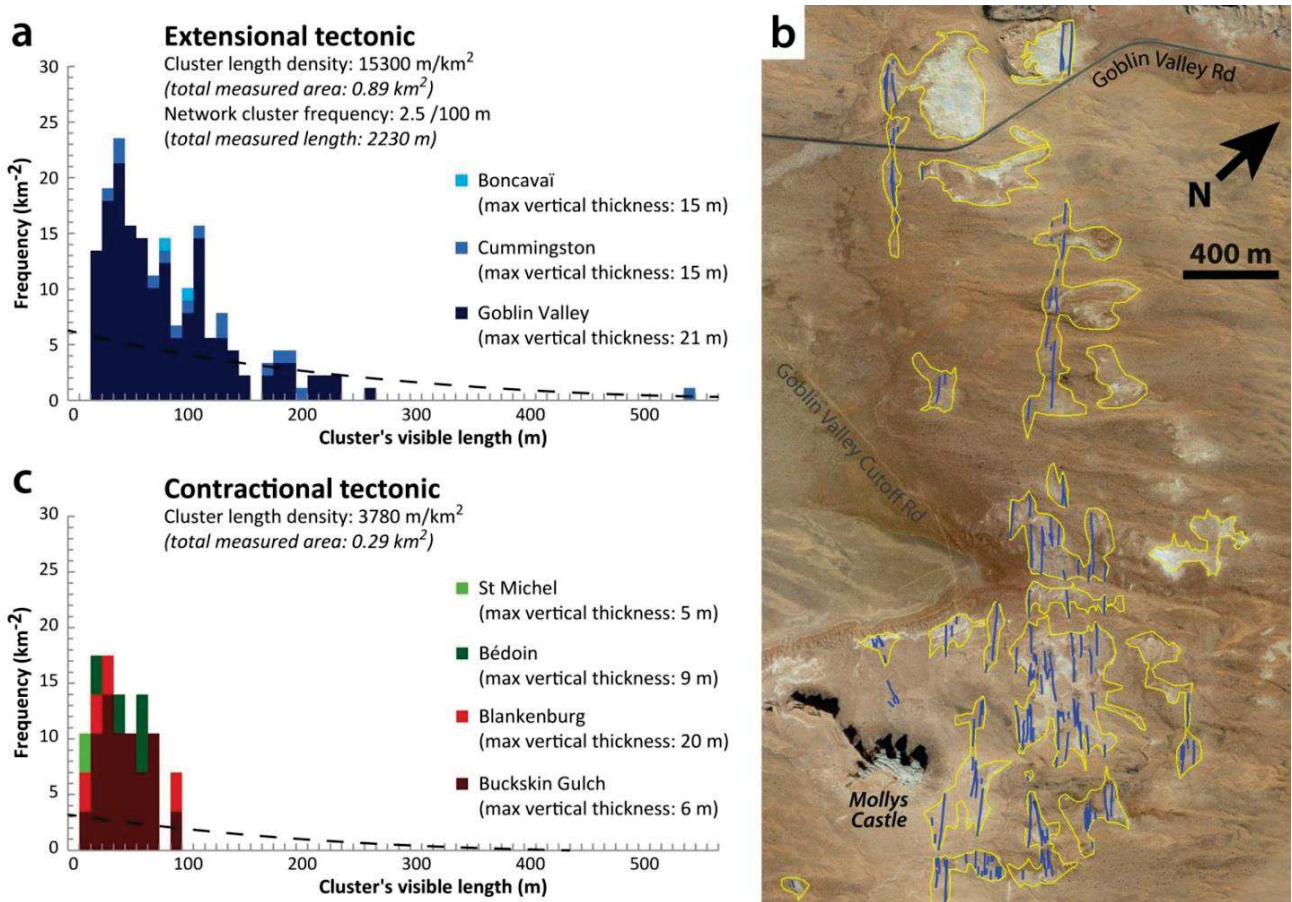 a
Extensional tectonic
Cluster length density: 15300 m/km²
(total measured area: 0.89 km²)
Network cluster frequency: 2.5 /100 m
(total measured length: 2230 m)
Boncavaï
(max vertical thickness: 15 m)
Cummingston
(max vertical thickness: 15 m)
Goblin Valley
(max vertical thickness: 21 m)
Frequency (km⁻²)
30
25
20
15
10
5
0
0 100 200 300 400 500
Cluster's visible length (m)
c
Contractional tectonic
Cluster length density: 3780 m/km²
(total measured area: 0.29 km²)
St Michel
(max vertical thickness: 5 m)
Bédoin
(max vertical thickness: 9 m)
Blankenburg
(max vertical thickness: 20 m)
Buckskin Gulch
(max vertical thickness: 6 m)
Frequency (km⁻²)
30
25
20
15
10
5
0
0 100 200 300 400 500
Cluster's visible length (m)
b
Goblin Valley Rd
N
400 m
Goblin Valley Cutoff Rd
Mollys
Castle